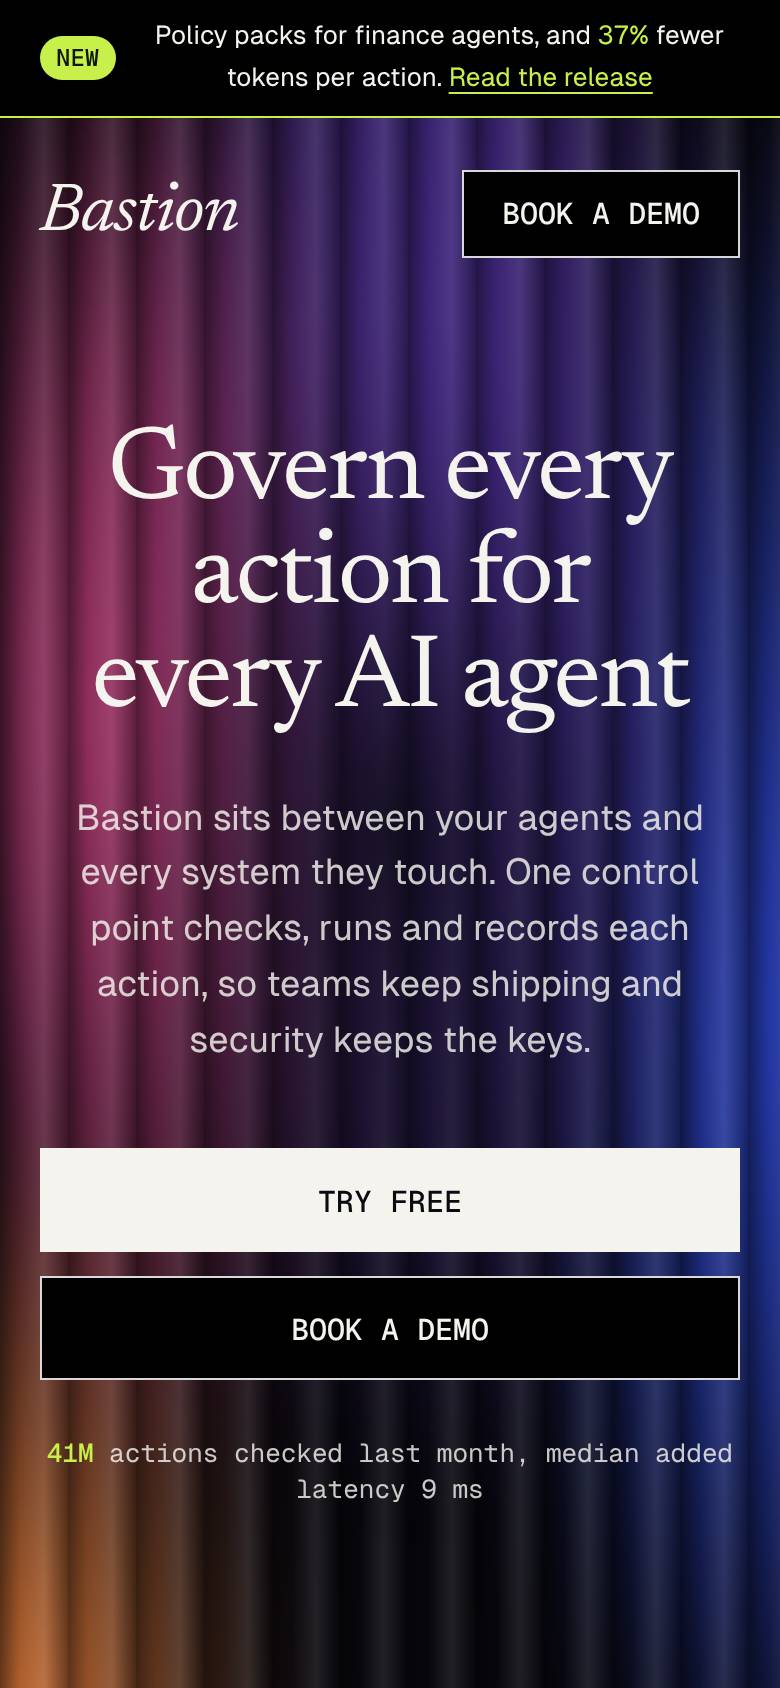 NEW
Policy packs for finance agents, and 37% fewer
tokens per action. Read the release
Bastion
BOOK A DEMO
Govern every
action for
every AI agent
Bastion sits between your agents and
every system they touch. One control
point checks, runs and records each
action, so teams keep shipping and
security keeps the keys.
TRY FREE
BOOK A DEMO
41M actions checked last month, median added
latency 9 ms